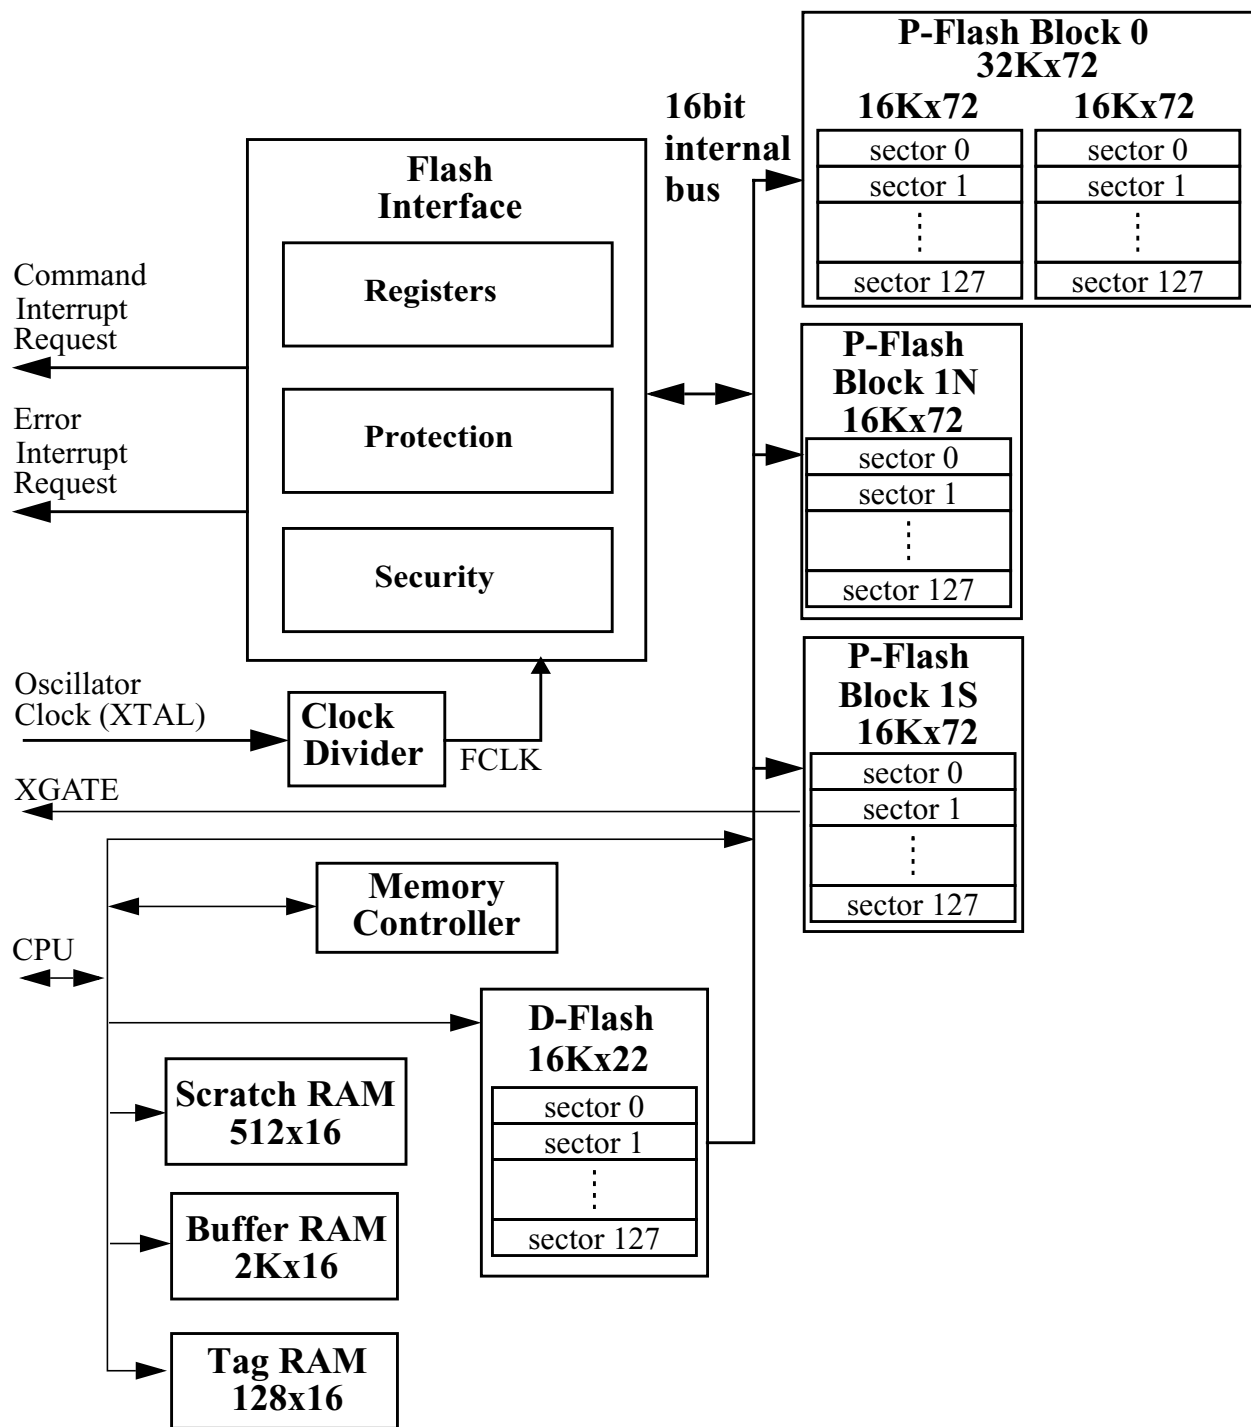 P-Flash Block 0
32Kx72
16Kx72
16Kx72
sector 0
sector 1
sector 127
sector 0
sector 1
sector 127
16bit
internal
bus
Flash
Interface
Registers
Protection
Security
Command
Interrupt
Request
Error
Interrupt
Request
P-Flash
Block 1N
16Kx72
sector 0
sector 1
sector 127
Oscillator
Clock (XTAL)
Clock
Divider
FCLK
P-Flash
Block 1S
16Kx72
sector 0
sector 1
sector 127
XGATE
Memory
Controller
CPU
D-Flash
16Kx22
sector 0
sector 1
sector 127
Scratch RAM
512x16
Buffer RAM
2Kx16
Tag RAM
128x16